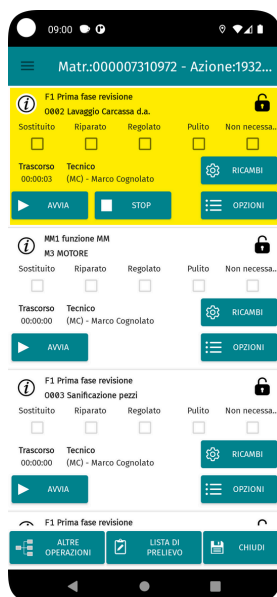 09:00
Matr.:000007310972 - Azione:1932...
F1 Prima fase revisione
0002 Lavaggio Carcassa d.a.
Sostituito Riparato Regolato Pulito Non necessa..
Trascorso Tecnico
00:00:03 (MC) - Marco Cognolato
RICAMBI
AVVIA STOP OPZIONI
MM1 funzione MM
M3 MOTORE
Sostituito Riparato Regolato Pulito Non necessa..
Trascorso Tecnico
00:00:00 (MC) - Marco Cognolato
RICAMBI
AVVIA OPZIONI
F1 Prima fase revisione
0003 Sanificazione pezzi
Sostituito Riparato Regolato Pulito Non necessa..
Trascorso Tecnico
00:00:00 (MC) - Marco Cognolato
RICAMBI
AVVIA OPZIONI
F1 Prima fase revisione
ALTRE OPERAZIONI
LISTA DI PRELIEVO
CHIUDI